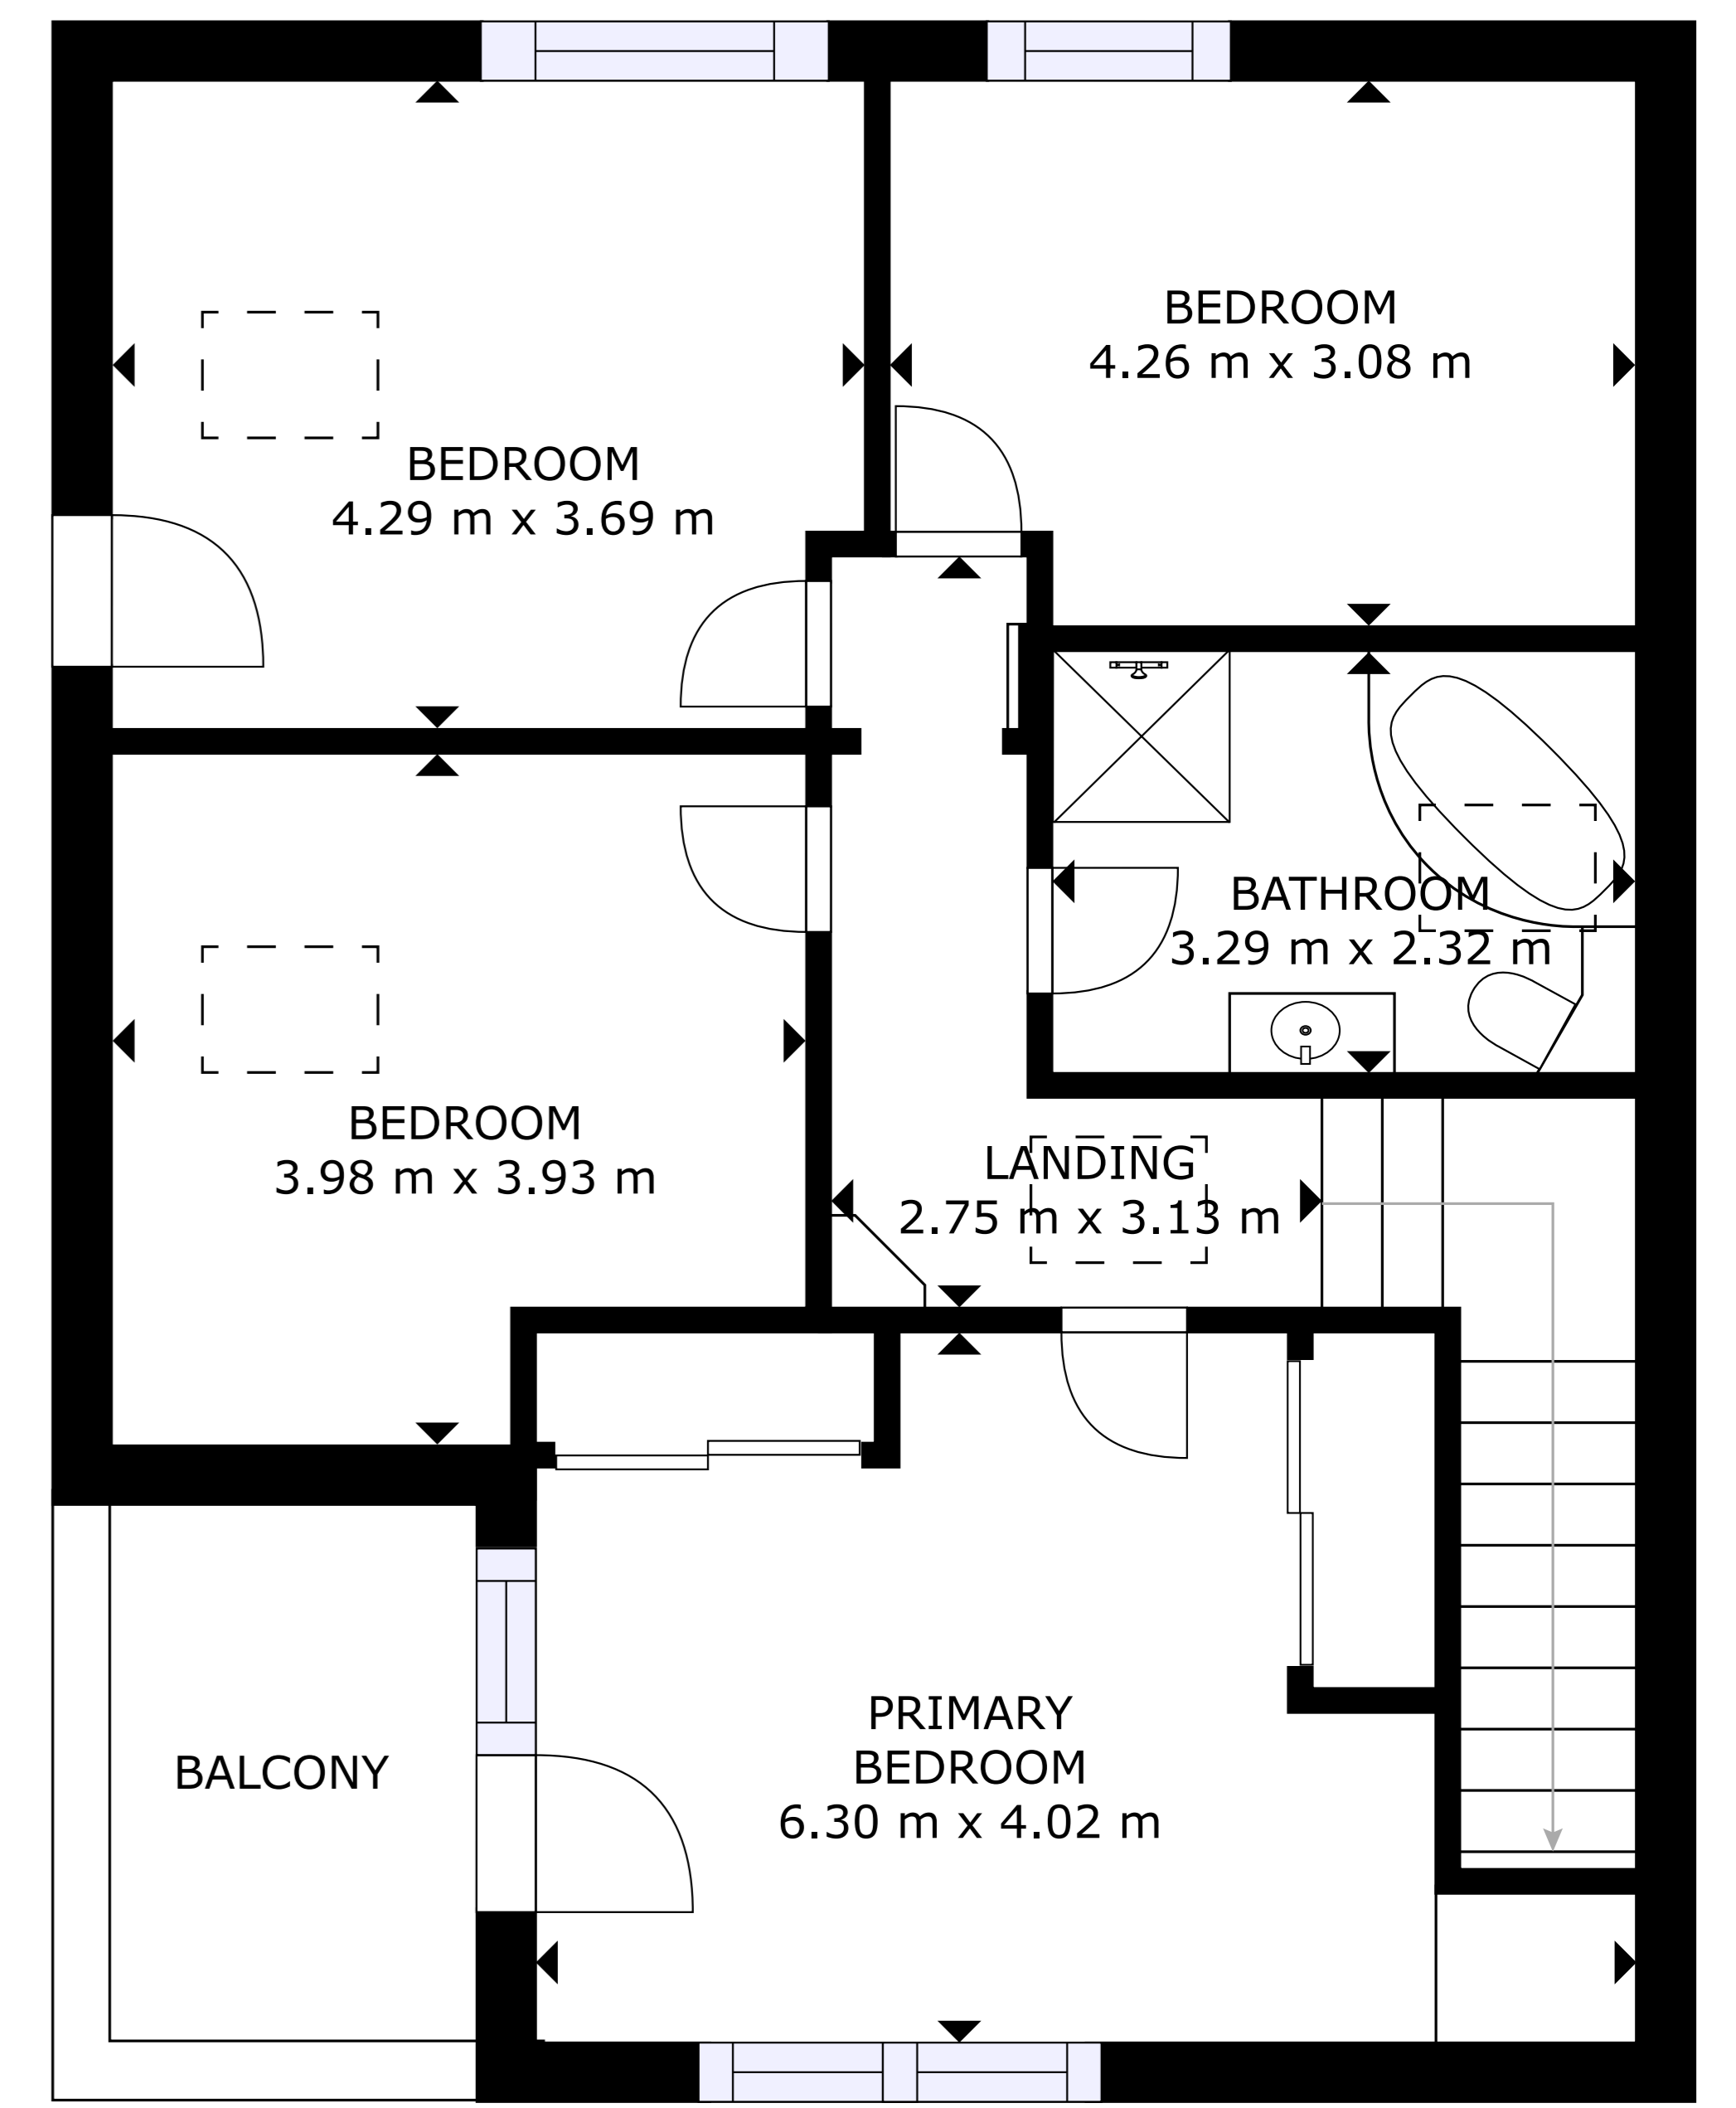 BEDROOM
4.26 m x 3.08 m
BEDROOM
4.29 m x 3.69 m
BATHROOM
3.29 m x 2.32 m
BEDROOM
3.98 m x 3.93 m
LANDING
2.75 m x 3.13 m
PRIMARY
BEDROOM
6.30 m x 4.02 m
BALCONY